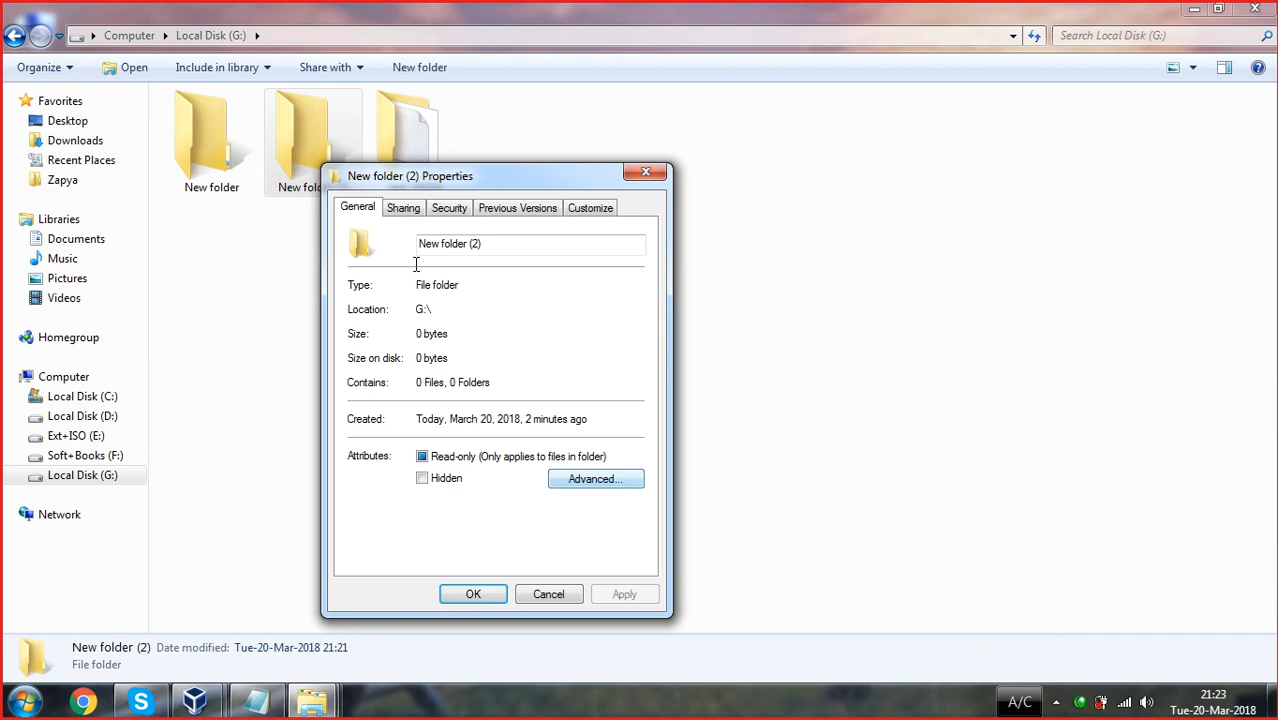 Computer Local Disk (G:)
Search Local Disk (G:)
Organize Open Include in library Share with New folder
Favorites
Desktop
Downloads
Recent Places
Zapya
Libraries
Documents
Music
Pictures
Videos
Homegroup
Computer
Local Disk (C:)
Local Disk (D:)
Ext+ISO (E:)
Soft+Books (F:)
Local Disk (G:)
Network
New folder
New fol
New folder (2) Properties
General Sharing Security Previous Versions Customize
New folder (2)
Type: File folder
Location: G:\
Size: 0 bytes
Size on disk: 0 bytes
Contains: 0 Files, 0 Folders
Created: Today, March 20, 2018, 2 minutes ago
Attributes: Read-only (Only applies to files in folder)
Hidden Advanced...
OK Cancel Apply
New folder (2) Date modified: Tue-20-Mar-2018 21:21
File folder
A/C
21:23
Tue-20-Mar-2018